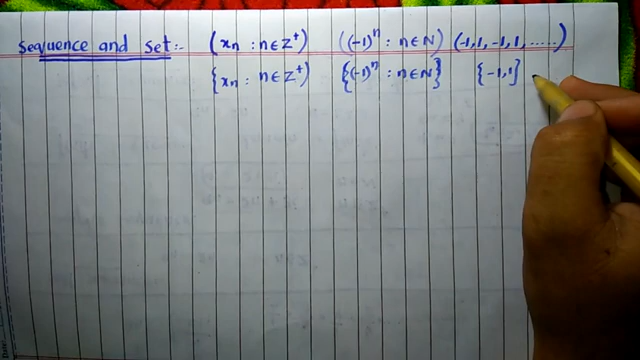 Sequence and Set:- (xn : n∈Z⁺) ((-1)ⁿ : n∈N) (-1,1,-1,1,.....)
{xn : n∈Z⁺) {(-1)ⁿ : n∈N} {-1,1}